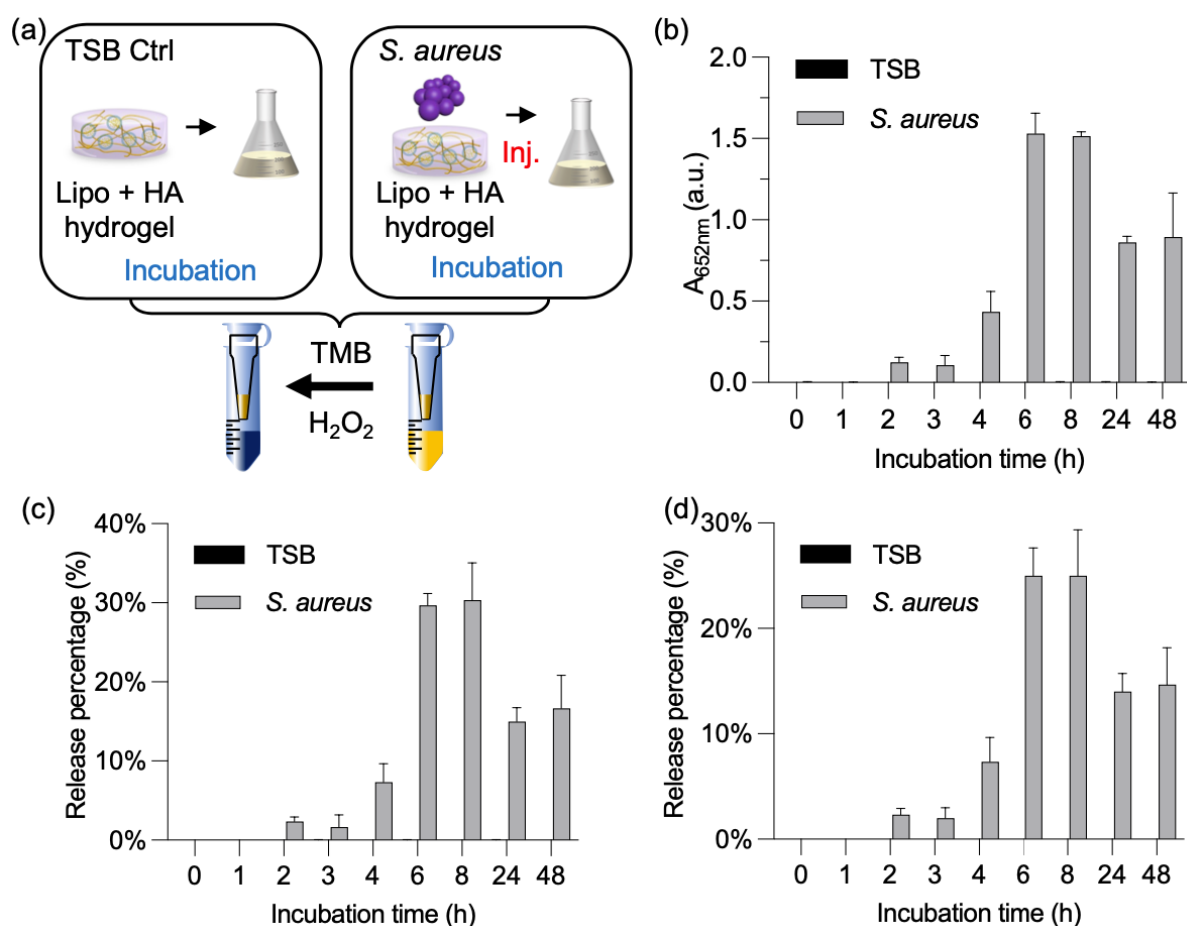 (a)
TSB Ctrl
Lipo + HA
hydrogel
Incubation
S. aureus
Inj.
Lipo + HA
hydrogel
Incubation
TMB
H₂O₂
(b)
TSB
S. aureus
A652nm (a.u.)
2.0
1.5
1.0
0.5
0.0
0 1 2 3 4 6 8 24 48
Incubation time (h)
(c)
TSB
S. aureus
Release percentage (%)
40%
30%
20%
10%
0%
0 1 2 3 4 6 8 24 48
Incubation time (h)
(d)
TSB
S. aureus
Release percentage (%)
30%
20%
10%
0%
0 1 2 3 4 6 8 24 48
Incubation time (h)